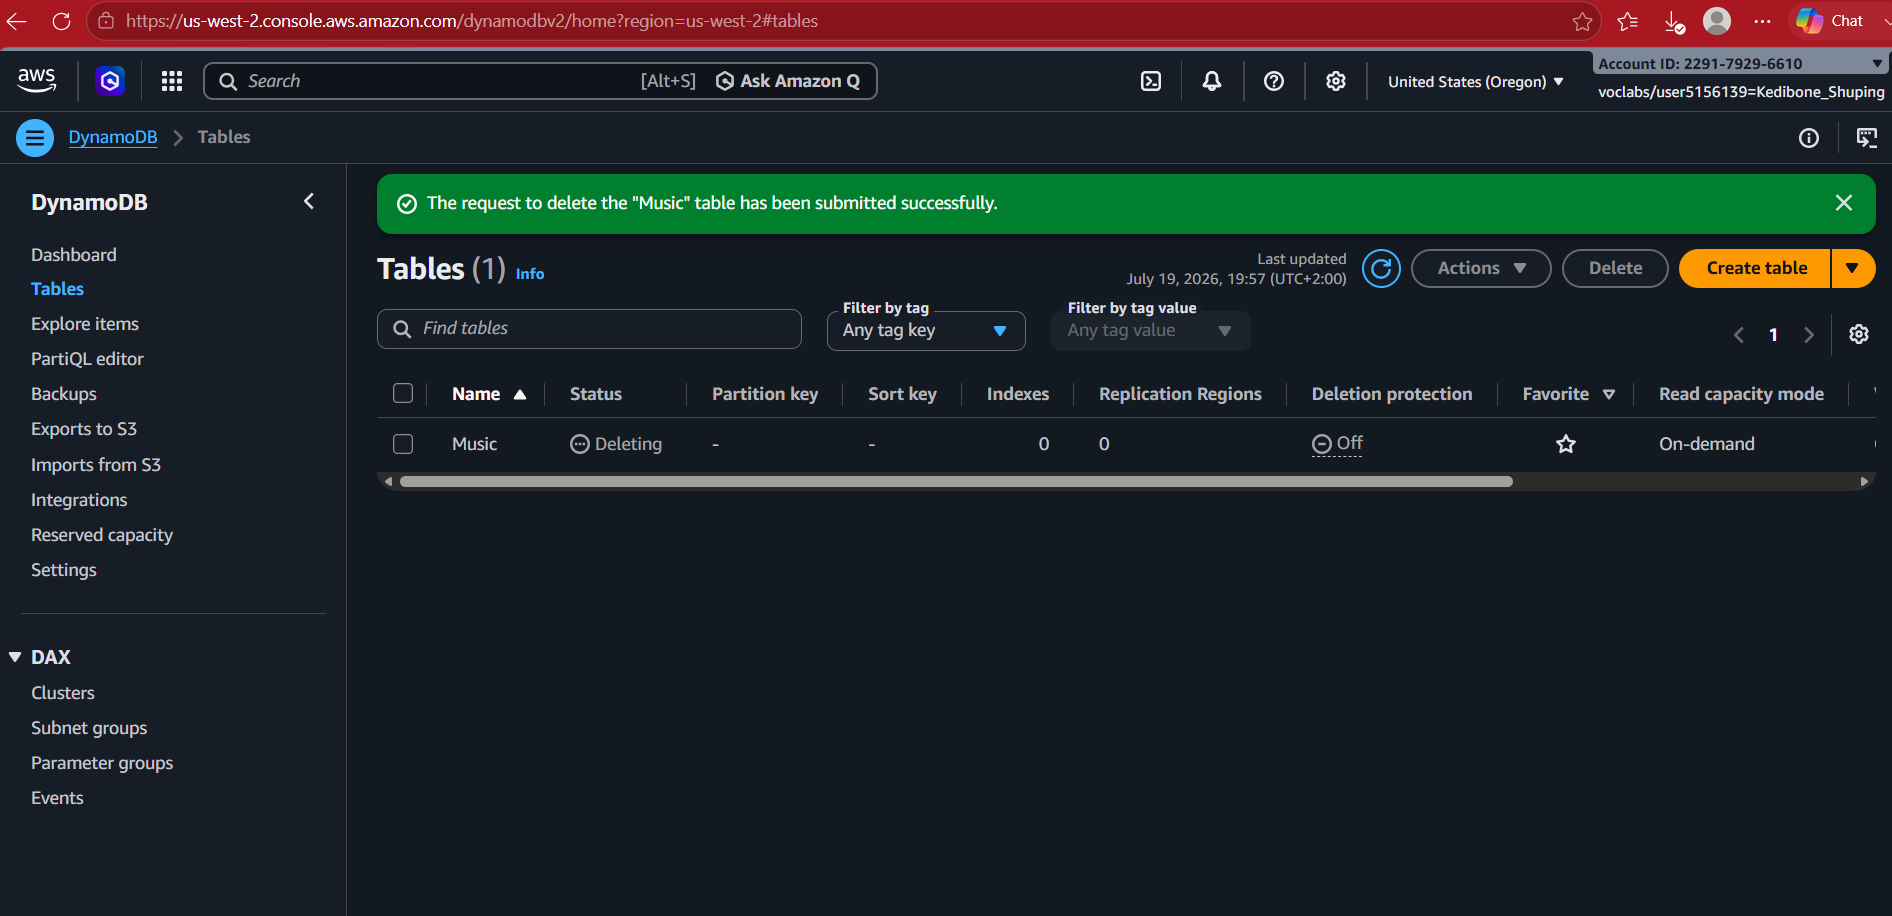 https://us-west-2.console.aws.amazon.com/dynamodbv2/home?region=us-west-2#tables
Chat
aws
Search
[Alt+S]
Ask Amazon Q
United States (Oregon)
Account ID: 2291-7929-6610
voclabs/user5156139=Kedibone_Shuping
DynamoDB
Tables
DynamoDB
Dashboard
Tables
Explore items
PartiQL editor
Backups
Exports to S3
Imports from S3
Integrations
Reserved capacity
Settings
DAX
Clusters
Subnet groups
Parameter groups
Events
The request to delete the "Music" table has been submitted successfully.
Tables (1) Info
Last updated
July 19, 2026, 19:57 (UTC+2:00)
Actions
Delete
Create table
Find tables
Filter by tag
Any tag key
Filter by tag value
Any tag value
1
Name Status Partition key Sort key Indexes Replication Regions Deletion protection Favorite Read capacity mode
Music Deleting - - 0 0 Off On-demand